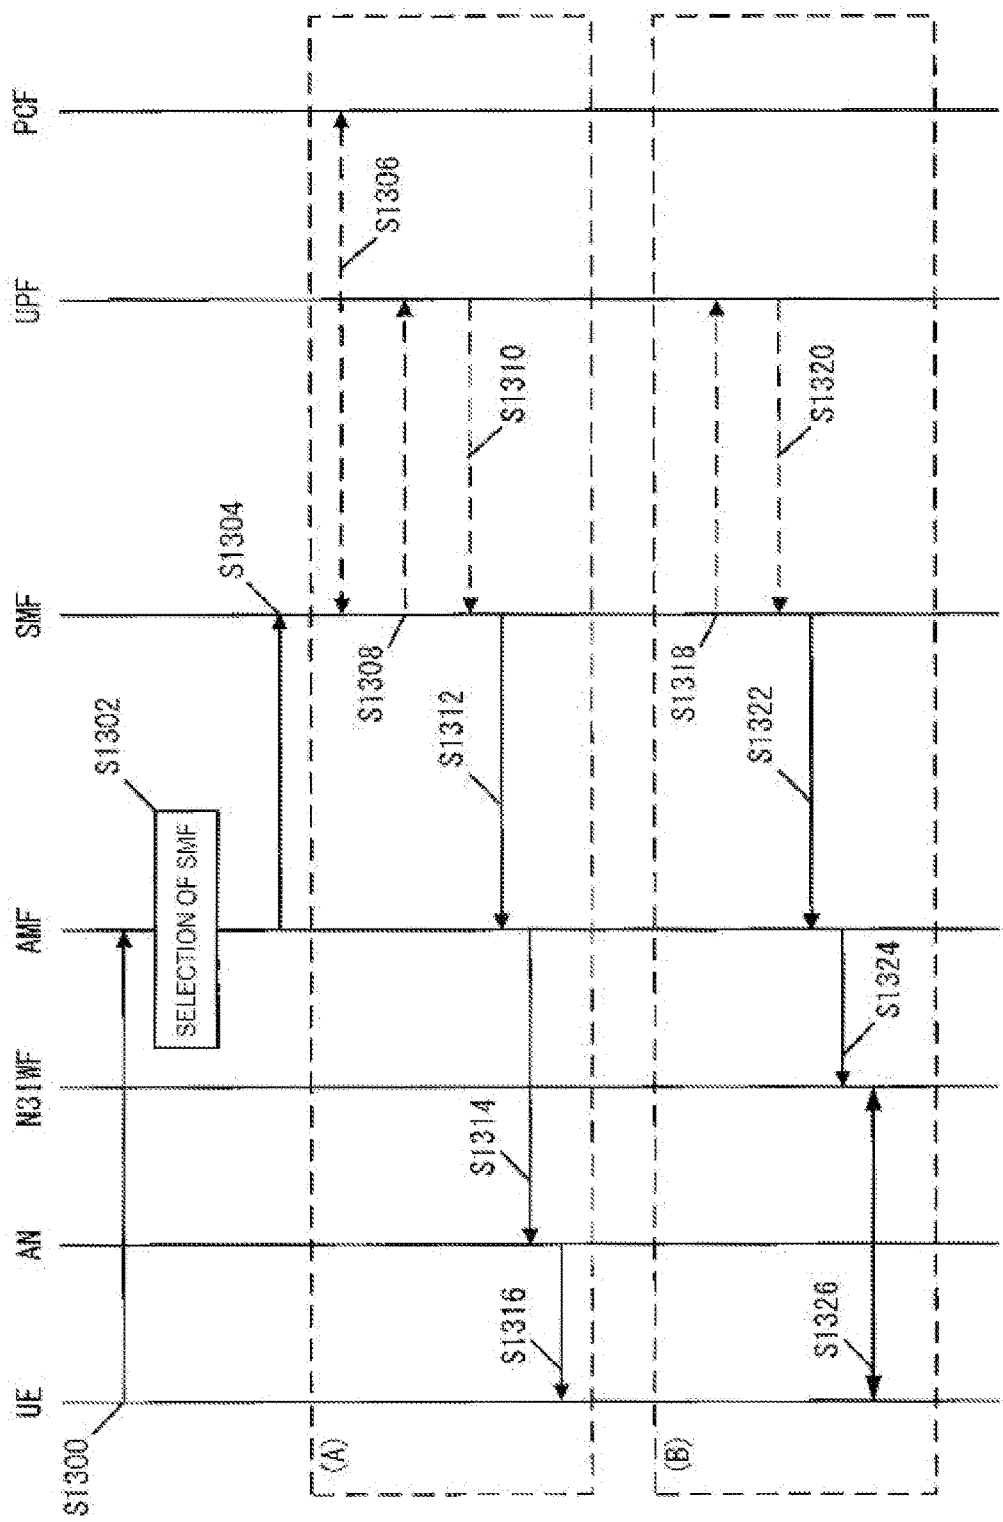 UE
AN
N3IWF
AMF
SMF
UPF
PCF
S1300
S1302
SELECTION OF SMF
S1304
(A)
S1306
S1308
S1310
S1312
S1314
S1316
(B)
S1318
S1320
S1322
S1324
S1326